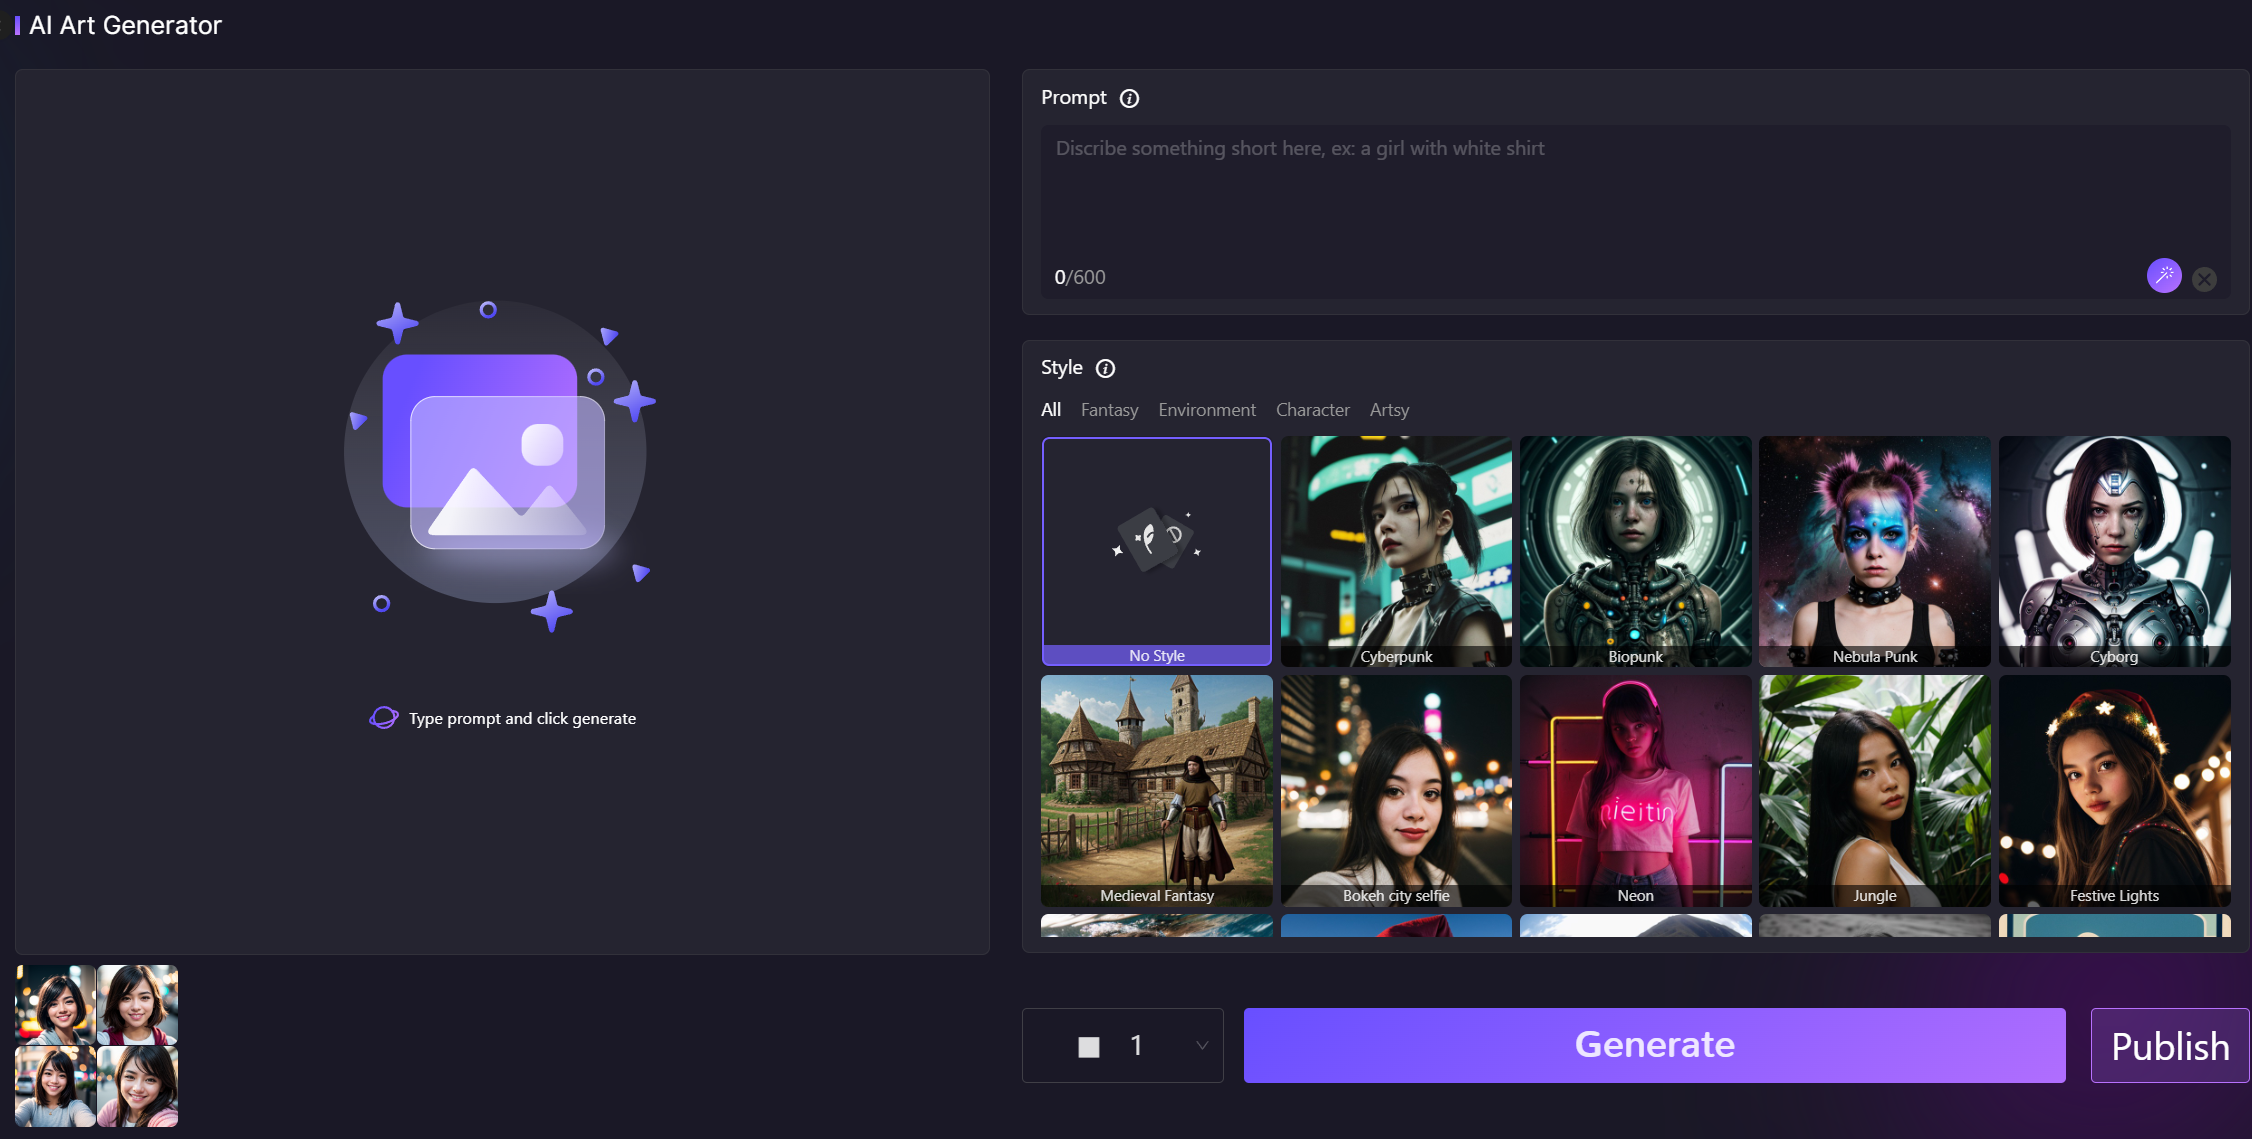 AI Art Generator
Prompt
Discribe something short here, ex: a girl with white shirt
0/600
Style
All Fantasy Environment Character Artsy
No Style
Cyberpunk
Biopunk
Nebula Punk
Cyborg
Medieval Fantasy
Bokeh city selfie
nieitin
Neon
Jungle
Festive Lights
Type prompt and click generate
1
Generate
Publish